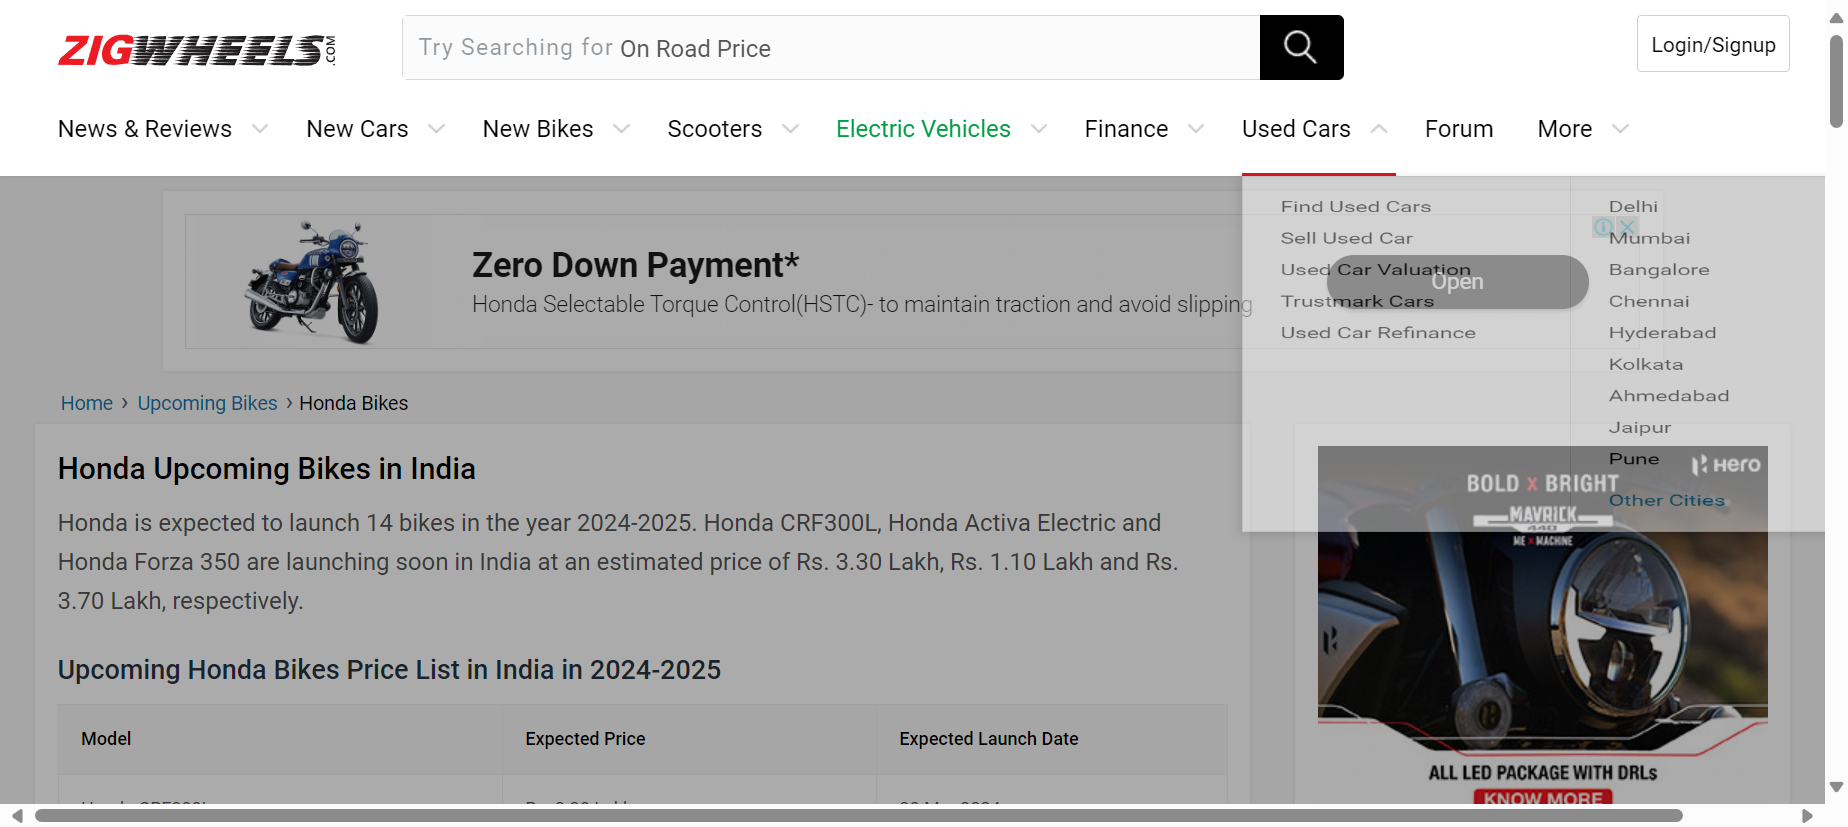 ZIGWHEELS.COM
Try Searching for On Road Price
Login/Signup
News & Reviews
New Cars
New Bikes
Scooters
Electric Vehicles
Finance
Used Cars
Forum
More
Find Used Cars
Sell Used Car
Used Car Valuation
Trustmark Cars
Used Car Refinance
Delhi
Mumbai
Bangalore
Chennai
Hyderabad
Kolkata
Ahmedabad
Jaipur
Pune
Other Cities
Zero Down Payment*
Honda Selectable Torque Control(HSTC)- to maintain traction and avoid slipping
Open
Home › Upcoming Bikes › Honda Bikes
Honda Upcoming Bikes in India
Honda is expected to launch 14 bikes in the year 2024-2025. Honda CRF300L, Honda Activa Electric and
Honda Forza 350 are launching soon in India at an estimated price of Rs. 3.30 Lakh, Rs. 1.10 Lakh and Rs.
3.70 Lakh, respectively.
Upcoming Honda Bikes Price List in India in 2024-2025
Model
Expected Price
Expected Launch Date
Hero
BOLD x BRIGHT
MAVRICK
440
ME x MACHINE
ALL LED PACKAGE WITH DRLs
KNOW MORE